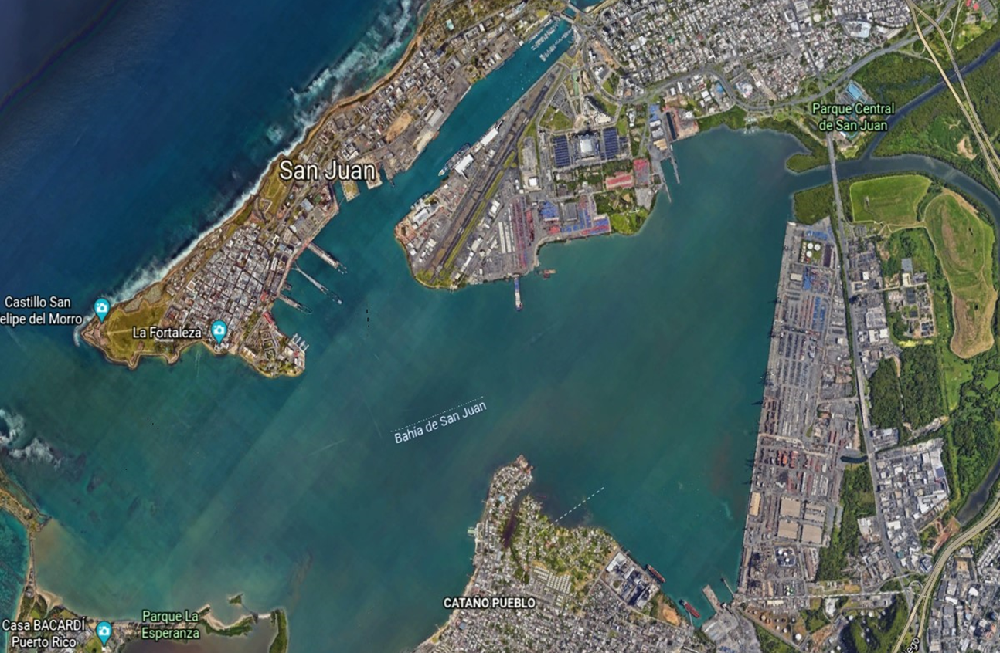 San Juan
Parque Central
de San Juan
Castillo San
elipe del Morro
La Fortaleza
Bahía de San Juan
CATAÑO PUEBLO
Casa BACARDÍ
Puerto Rico
Parque La
Esperanza
ego